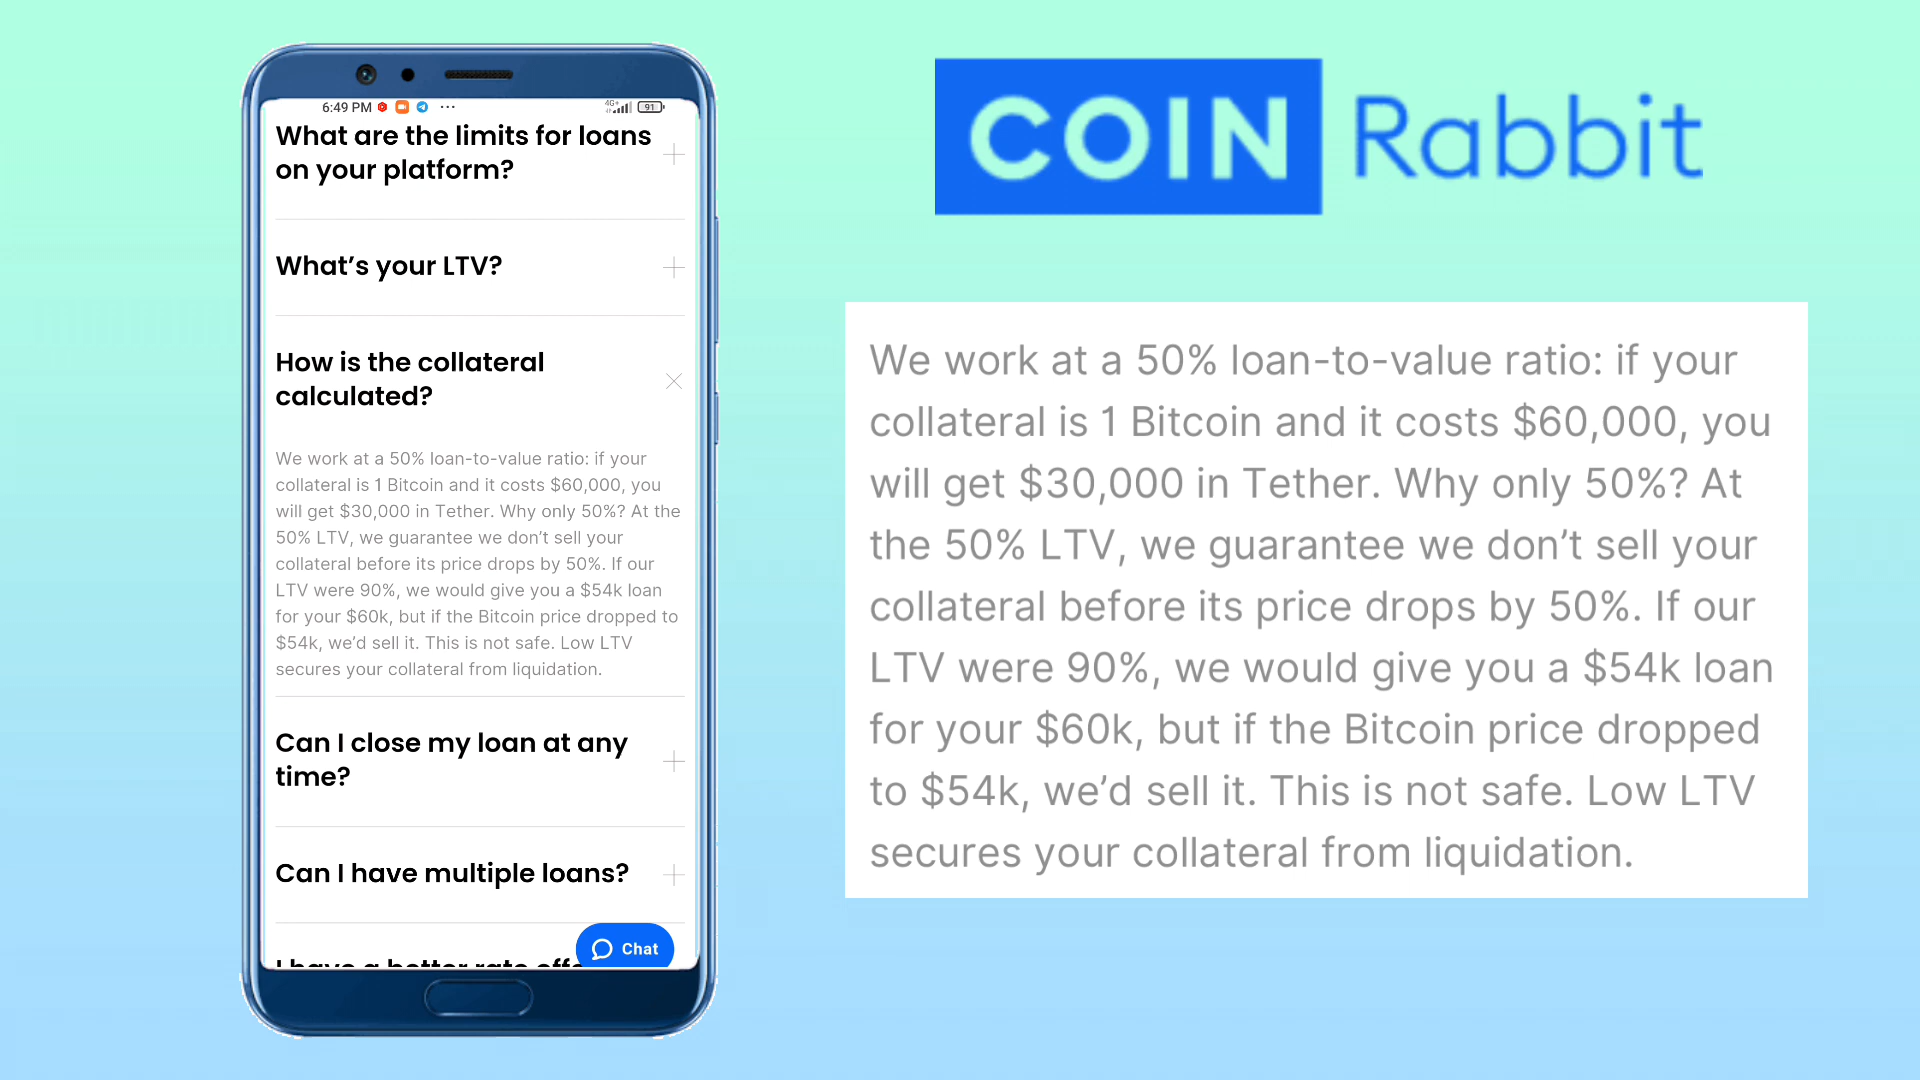 6:49 PM ... 4G+ 91
What are the limits for loans
on your platform?
What’s your LTV?
How is the collateral
calculated?
We work at a 50% loan-to-value ratio: if your
collateral is 1 Bitcoin and it costs $60,000, you
will get $30,000 in Tether. Why only 50%? At the
50% LTV, we guarantee we don’t sell your
collateral before its price drops by 50%. If our
LTV were 90%, we would give you a $54k loan
for your $60k, but if the Bitcoin price dropped to
$54k, we’d sell it. This is not safe. Low LTV
secures your collateral from liquidation.
Can I close my loan at any
time?
Can I have multiple loans?
I have a better rate
Chat
COIN Rabbit
We work at a 50% loan-to-value ratio: if your
collateral is 1 Bitcoin and it costs $60,000, you
will get $30,000 in Tether. Why only 50%? At
the 50% LTV, we guarantee we don’t sell your
collateral before its price drops by 50%. If our
LTV were 90%, we would give you a $54k loan
for your $60k, but if the Bitcoin price dropped
to $54k, we’d sell it. This is not safe. Low LTV
secures your collateral from liquidation.